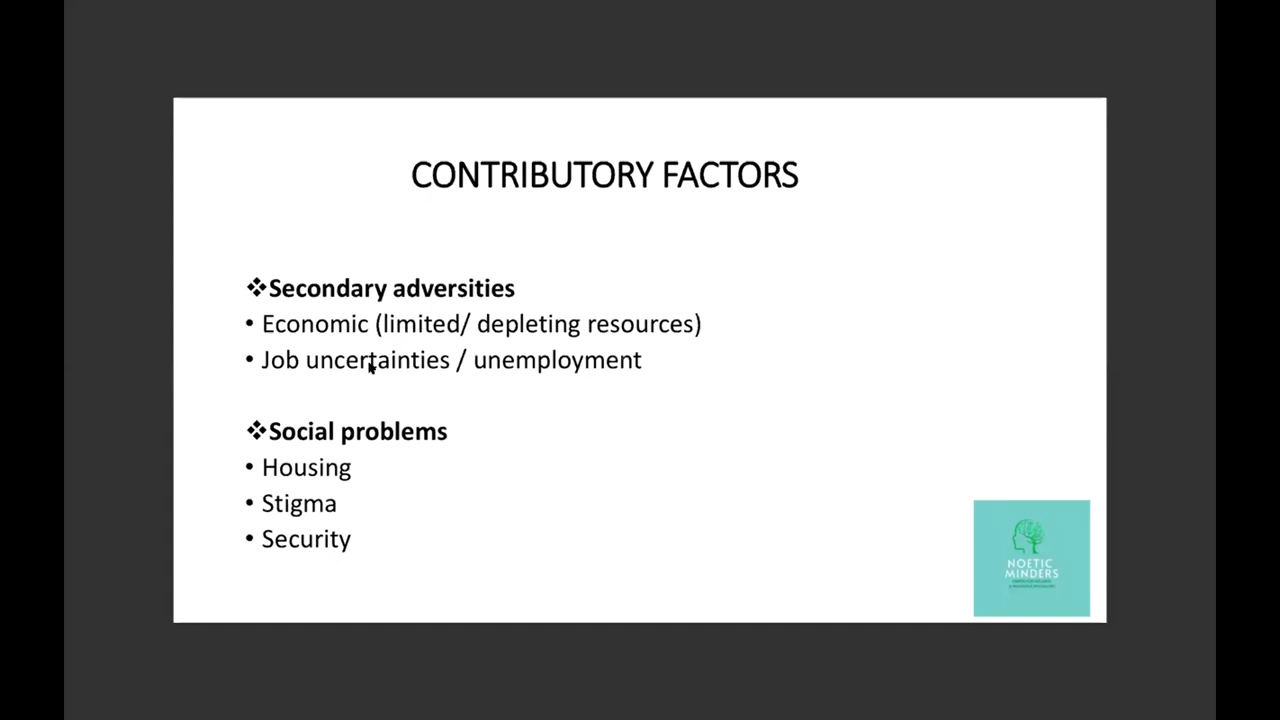 CONTRIBUTORY FACTORS
❖Secondary adversities
• Economic (limited/ depleting resources)
• Job uncertainties / unemployment
❖Social problems
• Housing
• Stigma
• Security
NOETIC
MINDERS